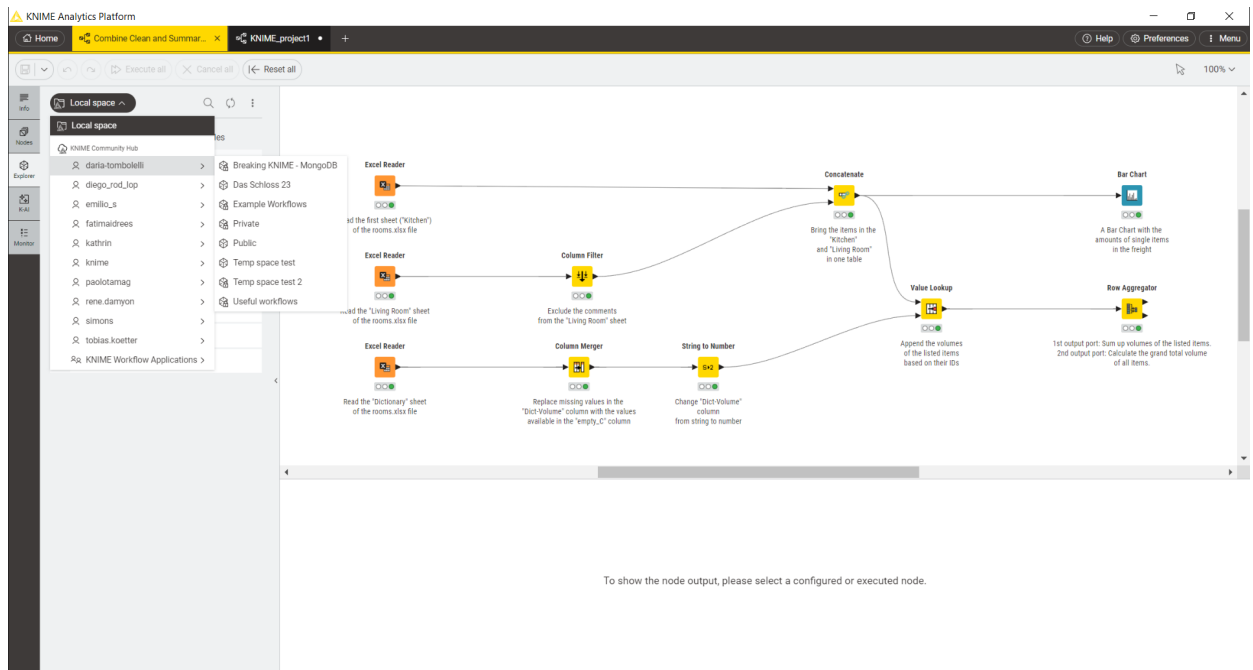 KNIME Analytics Platform
Home
Combine Clean and Summar...
KNIME_project1
Help
Preferences
Menu
Execute all
Cancel all
Reset all
100%
Info
Nodes
Explorer
K-AI
Monitor
Local space
Local space
KNIME Community Hub
daria-tombolelli
diego_rod_lop
emilio_s
fatimaidrees
kathrin
knime
paolotamag
rene.damyon
simons
tobias.koetter
KNIME Workflow Applications
Breaking KNIME - MongoDB
Das Schloss 23
Example Workflows
Private
Public
Temp space test
Temp space test 2
Useful workflows
Excel Reader
the first sheet ("Kitchen")
of the rooms.xlsx file
Excel Reader
the "Living Room" sheet
of the rooms.xlsx file
Excel Reader
Read the "Dictionary" sheet
of the rooms.xlsx file
Column Filter
Exclude the comments
from the "Living Room" sheet
Column Merger
Replace missing values in the
"Dict-Volume" column with the values
available in the "empty_C" column
String to Number
S→2
Change "Dict-Volume"
column
from string to number
Concatenate
Bring the items in the
"Kitchen"
and "Living Room"
in one table
Value Lookup
Append the volumes
of the listed items
based on their IDs
Bar Chart
A Bar Chart with the
amounts of single items
in the freight
Row Aggregator
1st output port: Sum up volumes of the listed items.
2nd output port: Calculate the grand total volume
of all items.
To show the node output, please select a configured or executed node.